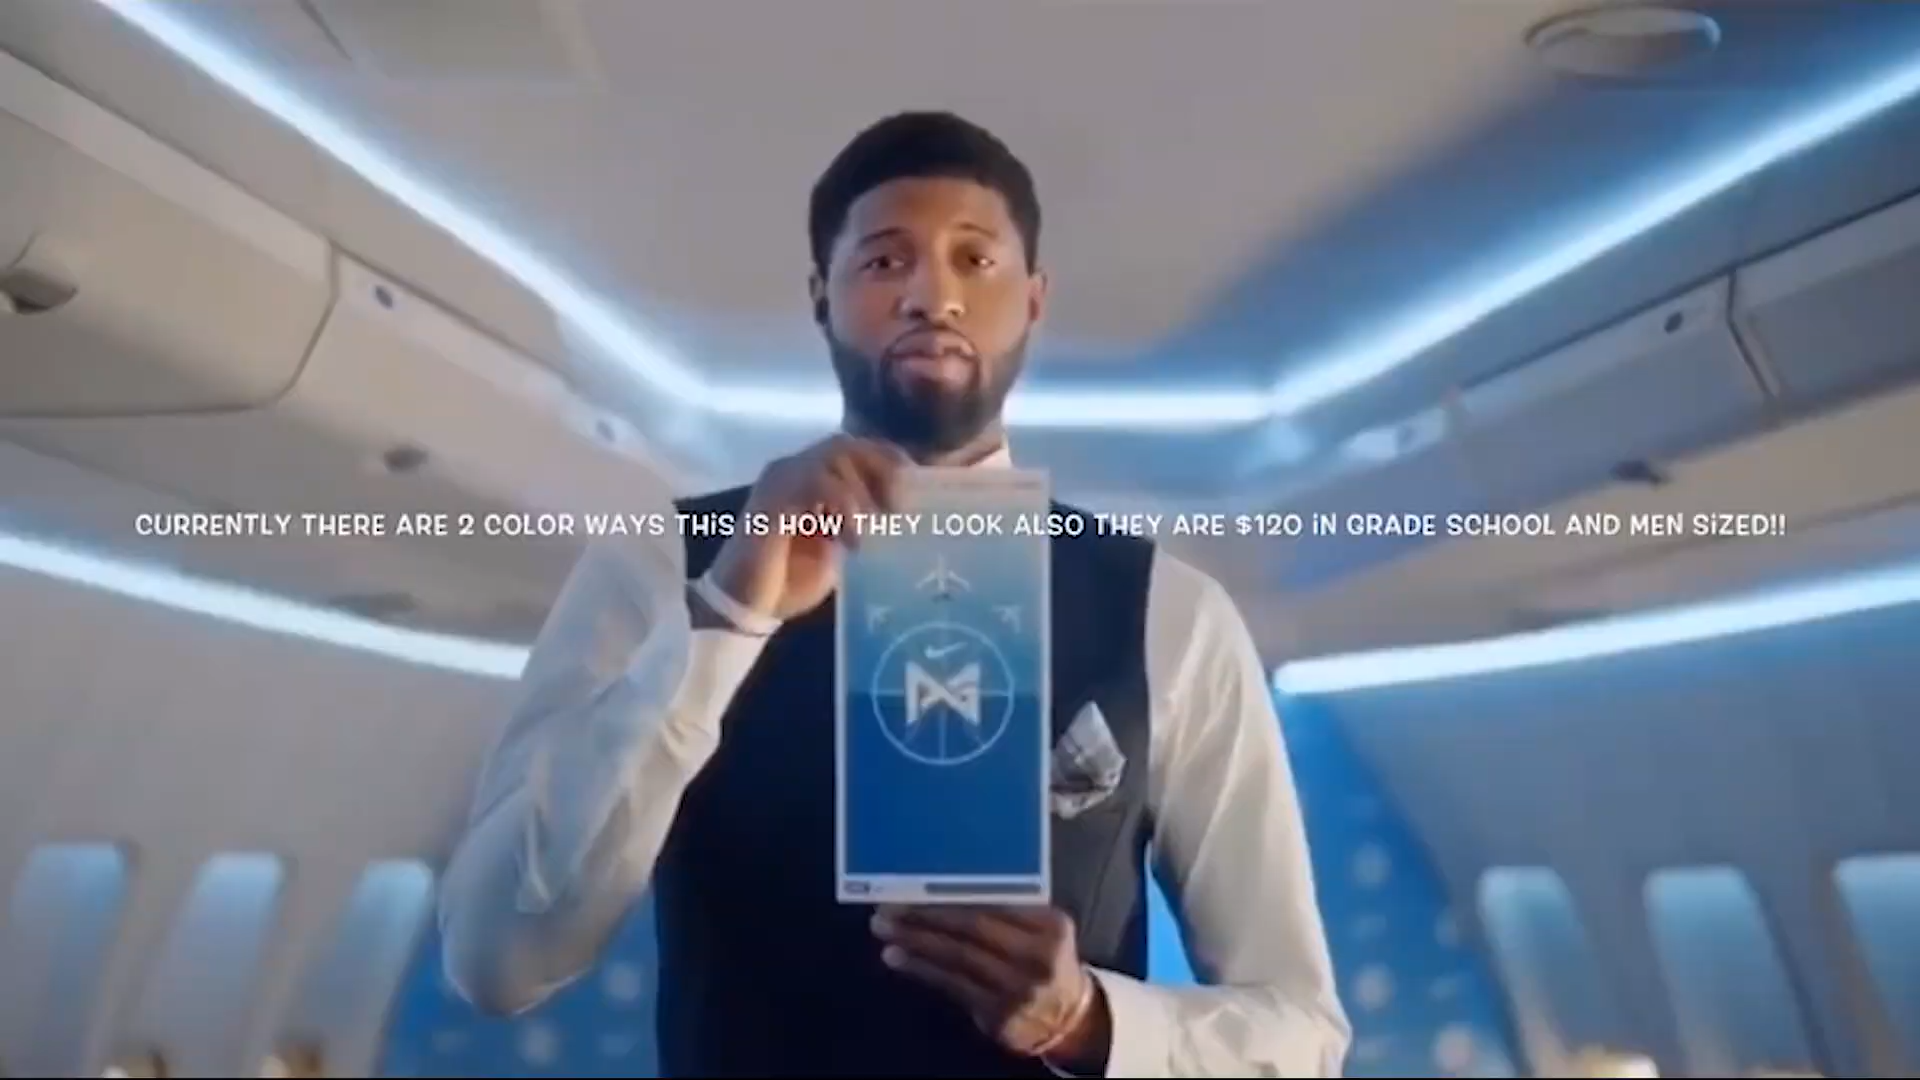 CURRENTLY THERE ARE 2 COLOR WAYS THiS iS HOW THEY LOOK ALSO THEY ARE $120 iN GRADE SCHOOL AND MEN SiZED!!
PG